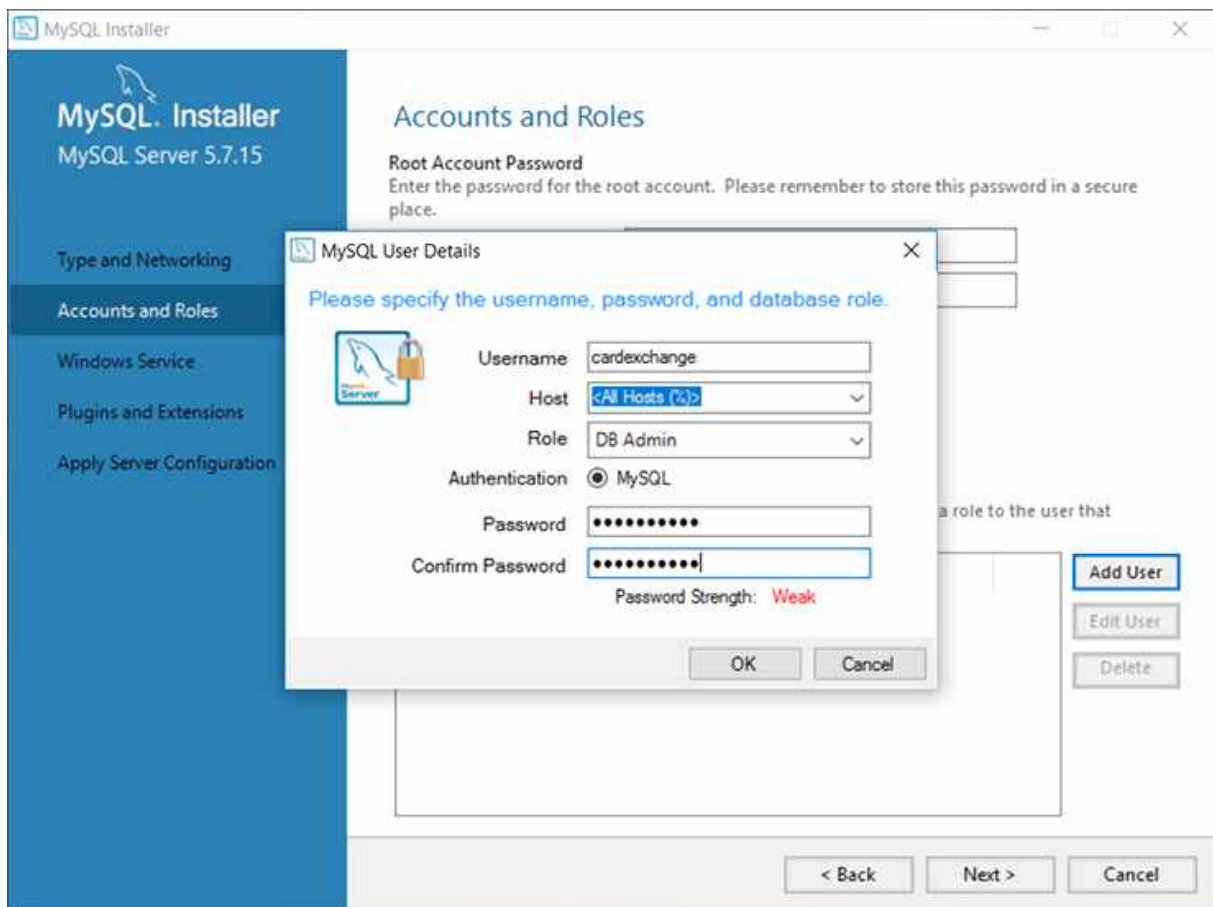 MySQL Installer
MySQL. Installer
MySQL Server 5.7.15
Type and Networking
Accounts and Roles
Windows Service
Plugins and Extensions
Apply Server Configuration
Accounts and Roles
Root Account Password
Enter the password for the root account. Please remember to store this password in a secure
place.
MySQL User Details
Please specify the username, password, and database role.
MySQL
Server
Username cardexchange
Host <All Hosts (%)>
Role DB Admin
Authentication MySQL
Password ●●●●●●●●●●
Confirm Password ●●●●●●●●●●
Password Strength: Weak
OK Cancel
a role to the user that
Add User
Edit User
Delete
< Back Next > Cancel